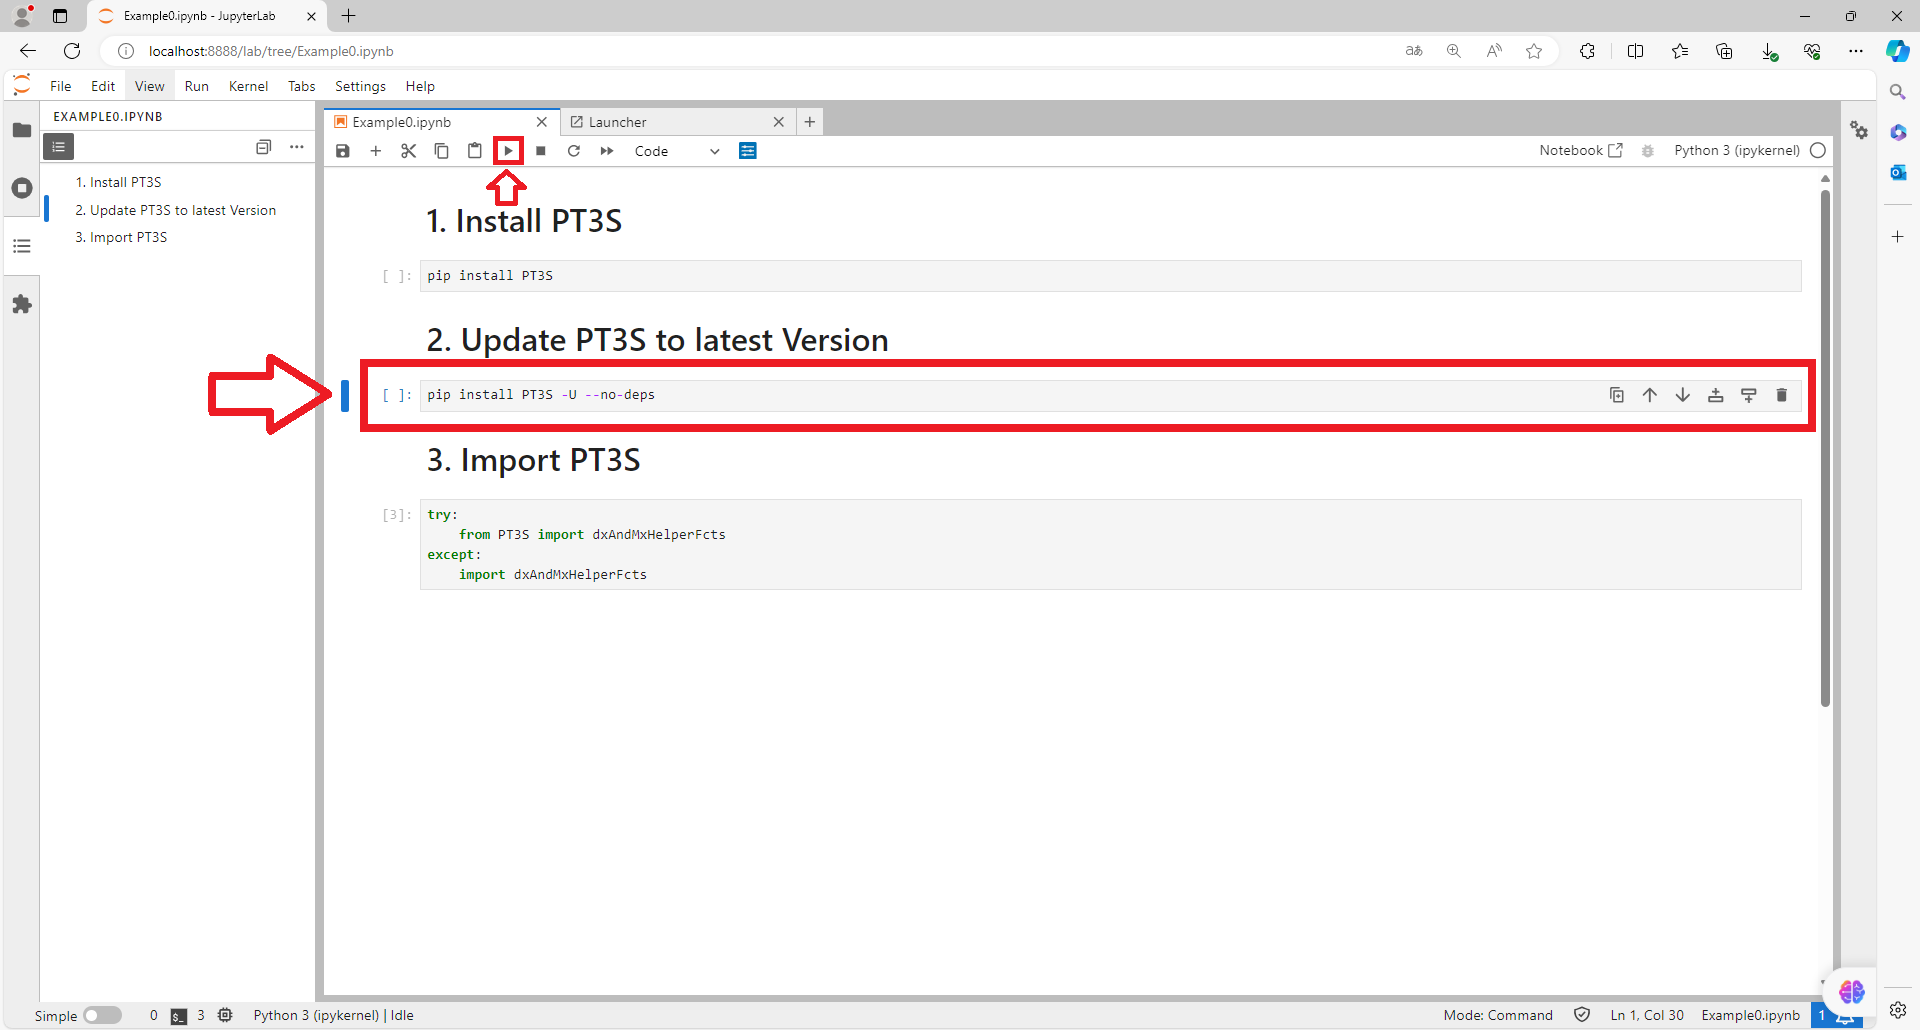 Example0.ipynb - JupyterLab
localhost:8888/lab/tree/Example0.ipynb
aあ
File Edit View Run Kernel Tabs Settings Help
EXAMPLE0.IPYNB
1. Install PT3S
2. Update PT3S to latest Version
3. Import PT3S
Example0.ipynb
Launcher
Code
Notebook
Python 3 (ipykernel)
1. Install PT3S
[ ]: pip install PT3S
2. Update PT3S to latest Version
[ ]: pip install PT3S -U --no-deps
3. Import PT3S
[3]: try:
from PT3S import dxAndMxHelperFcts
except:
import dxAndMxHelperFcts
Simple 0 $_ 3 Python 3 (ipykernel) | Idle
Mode: Command Ln 1, Col 30 Example0.ipynb 1